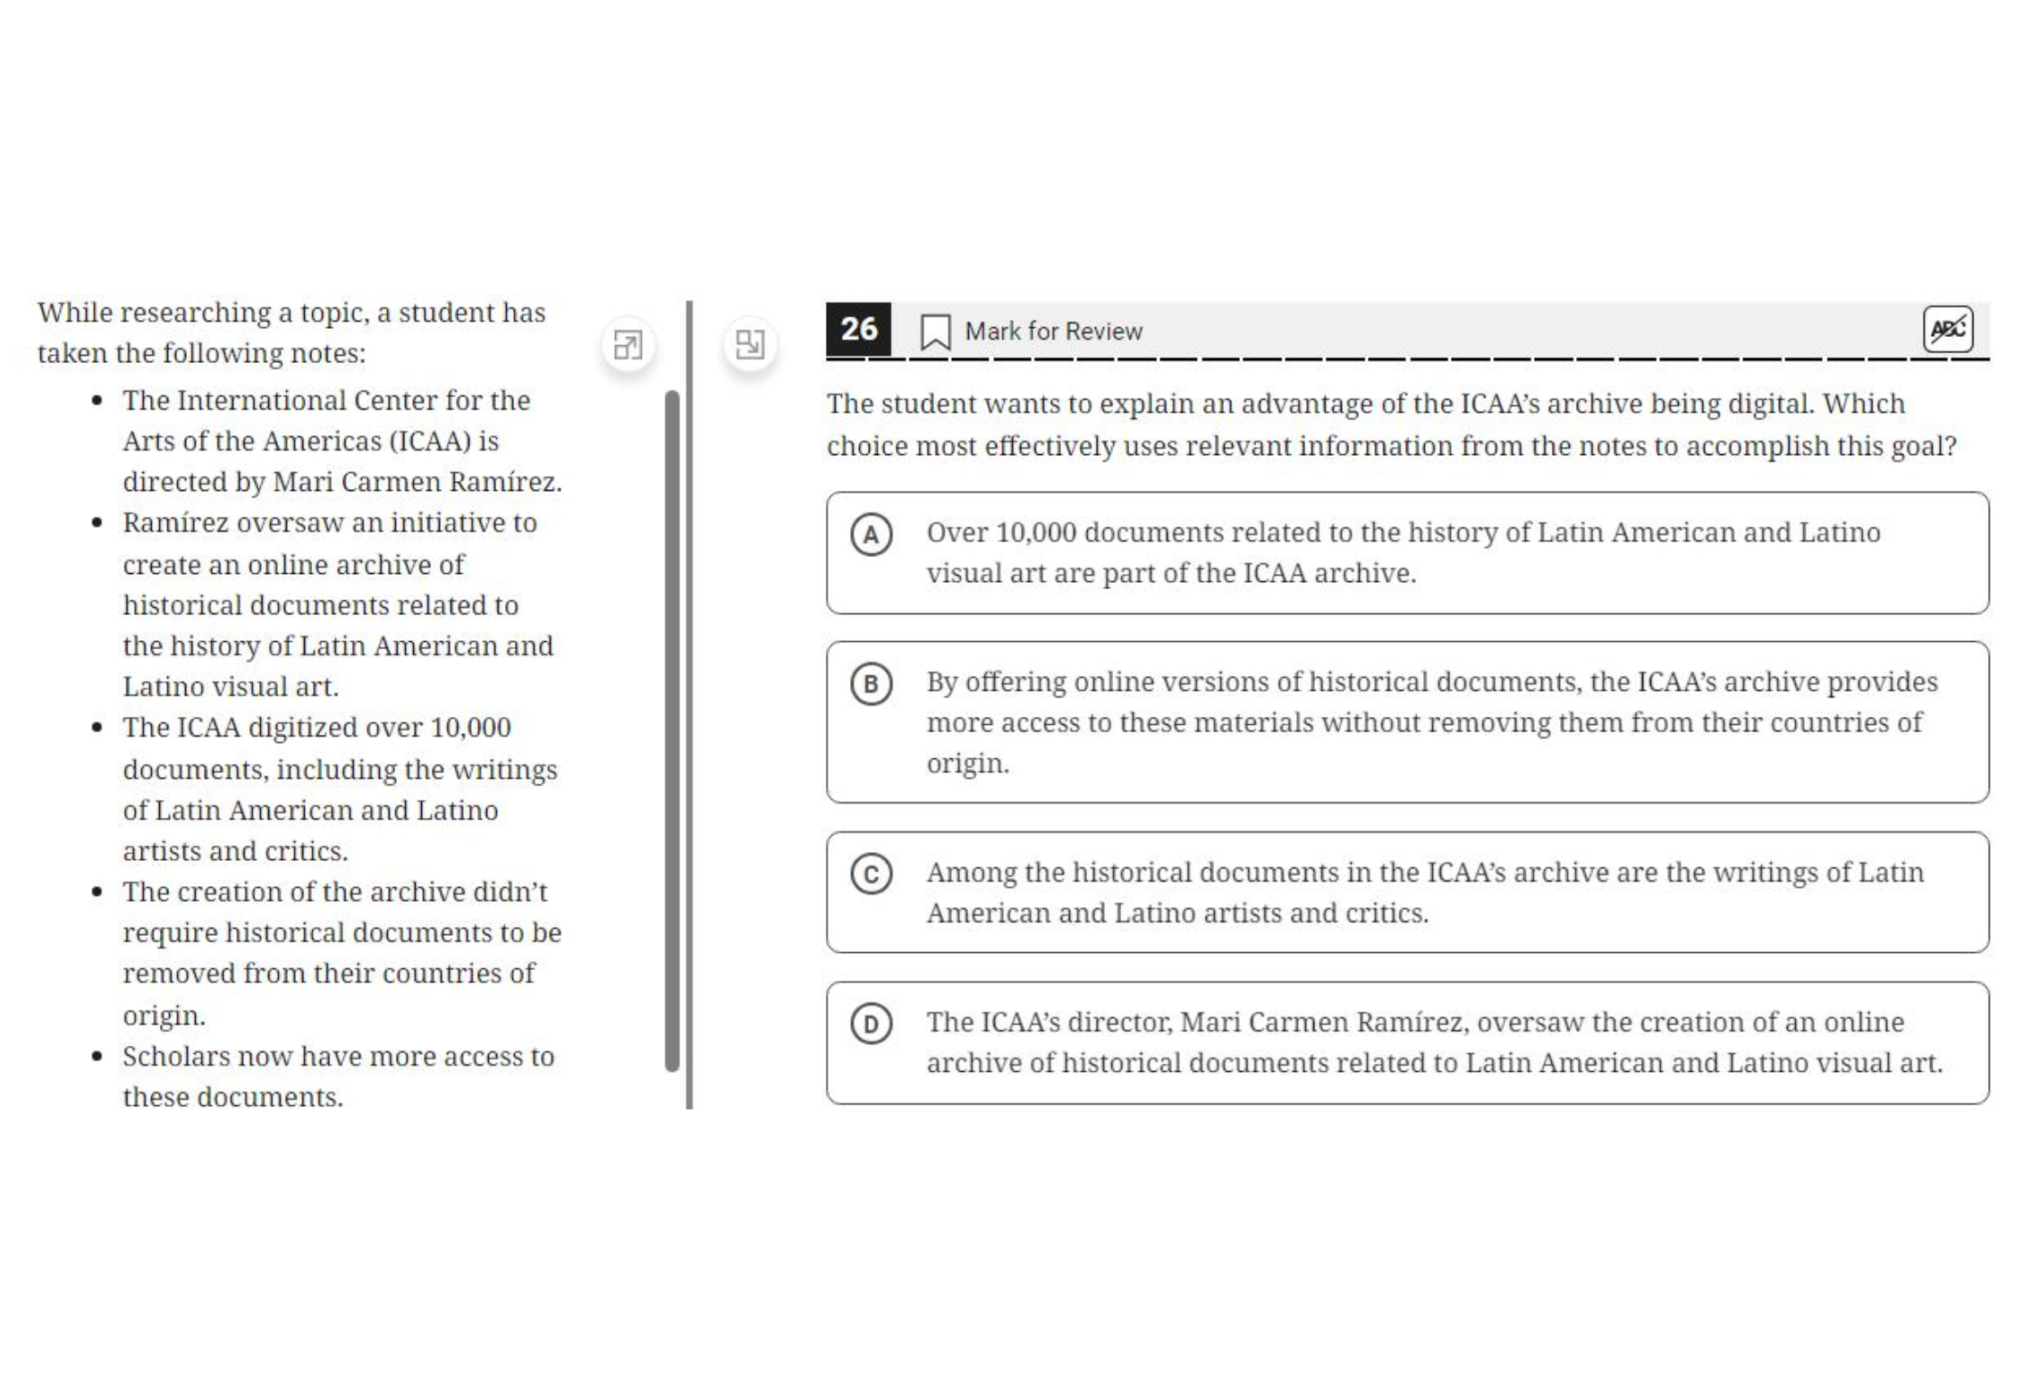 While researching a topic, a student has
taken the following notes:
• The International Center for the
Arts of the Americas (ICAA) is
directed by Mari Carmen Ramírez.
• Ramírez oversaw an initiative to
create an online archive of
historical documents related to
the history of Latin American and
Latino visual art.
• The ICAA digitized over 10,000
documents, including the writings
of Latin American and Latino
artists and critics.
• The creation of the archive didn’t
require historical documents to be
removed from their countries of
origin.
• Scholars now have more access to
these documents.
26 Mark for Review ABC
The student wants to explain an advantage of the ICAA’s archive being digital. Which
choice most effectively uses relevant information from the notes to accomplish this goal?
A Over 10,000 documents related to the history of Latin American and Latino
visual art are part of the ICAA archive.
B By offering online versions of historical documents, the ICAA’s archive provides
more access to these materials without removing them from their countries of
origin.
C Among the historical documents in the ICAA’s archive are the writings of Latin
American and Latino artists and critics.
D The ICAA’s director, Mari Carmen Ramírez, oversaw the creation of an online
archive of historical documents related to Latin American and Latino visual art.